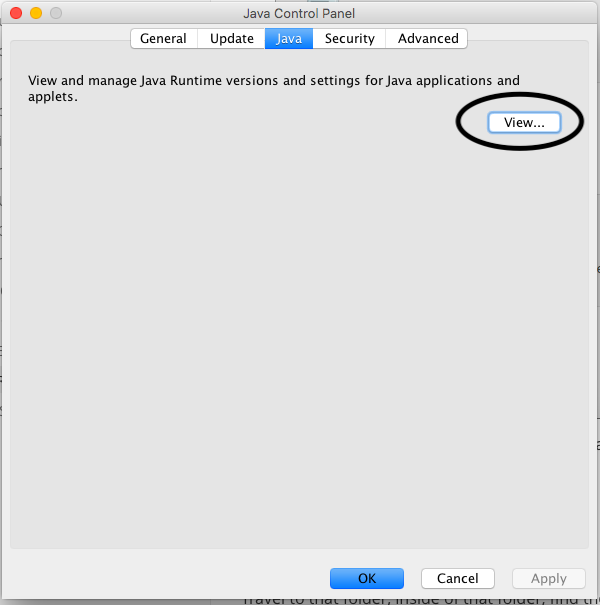 Java Control Panel
General Update Java Security Advanced
View and manage Java Runtime versions and settings for Java applications and
applets.
View...
OK Cancel Apply
Travel to that folder, inside of that folder, find the